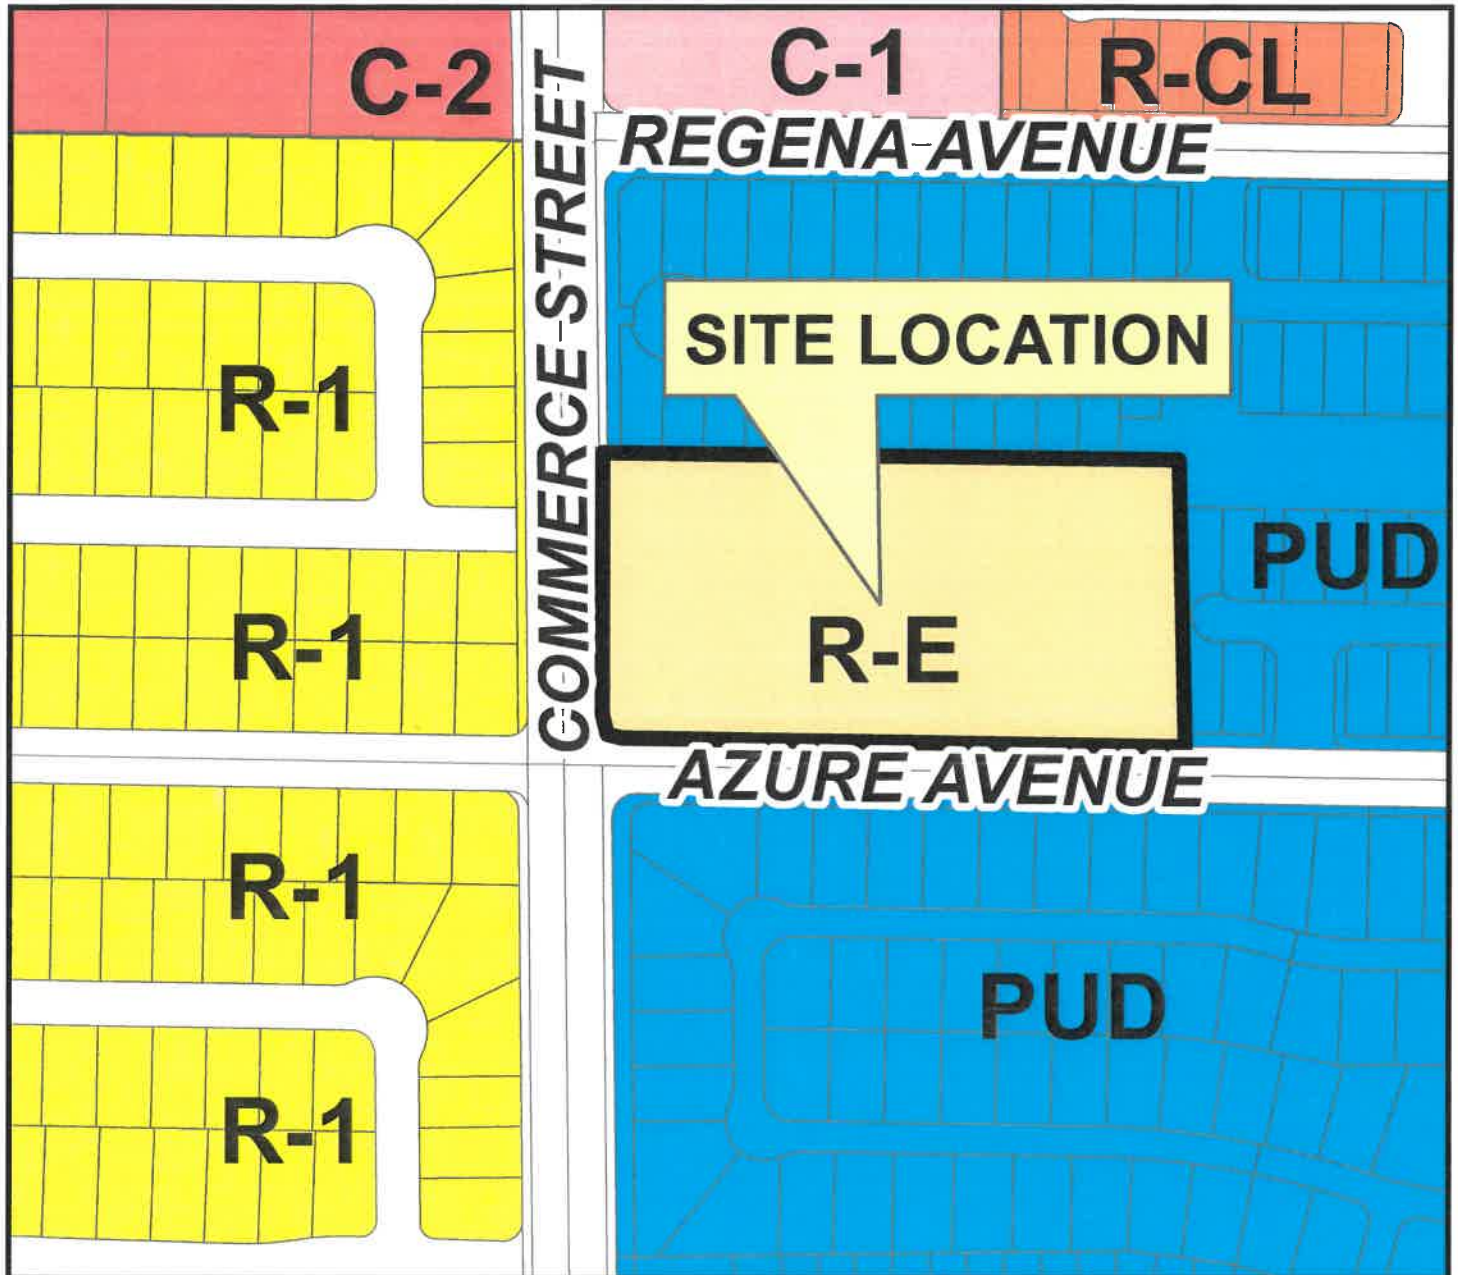 C-2
C-1
R-CL
REGENA AVENUE
COMMERCE STREET
SITE LOCATION
R-1
PUD
R-1
R-E
AZURE AVENUE
R-1
PUD
R-1